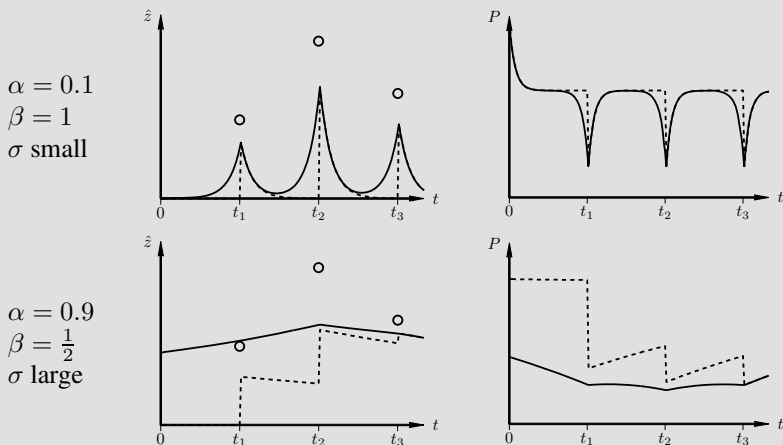 α = 0.1
β = 1
σ small
ẑ
0 t₁ t₂ t₃ t
P
0 t₁ t₂ t₃ t
α = 0.9
β = 1/2
σ large
ẑ
0 t₁ t₂ t₃ t
P
0 t₁ t₂ t₃ t